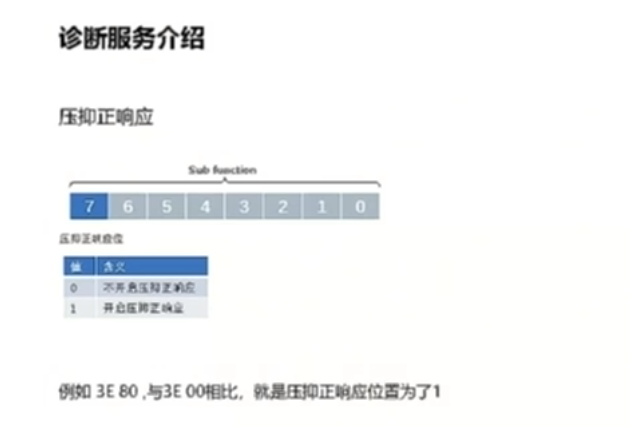 诊断服务介绍
压抑正响应
Sub function
7 6 5 4 3 2 1 0
压抑正响应位
值 含义
0 不开启压抑正响应
1 开启压抑正响应
例如 3E 80 ,与3E 00相比，就是压抑正响应位置为了1